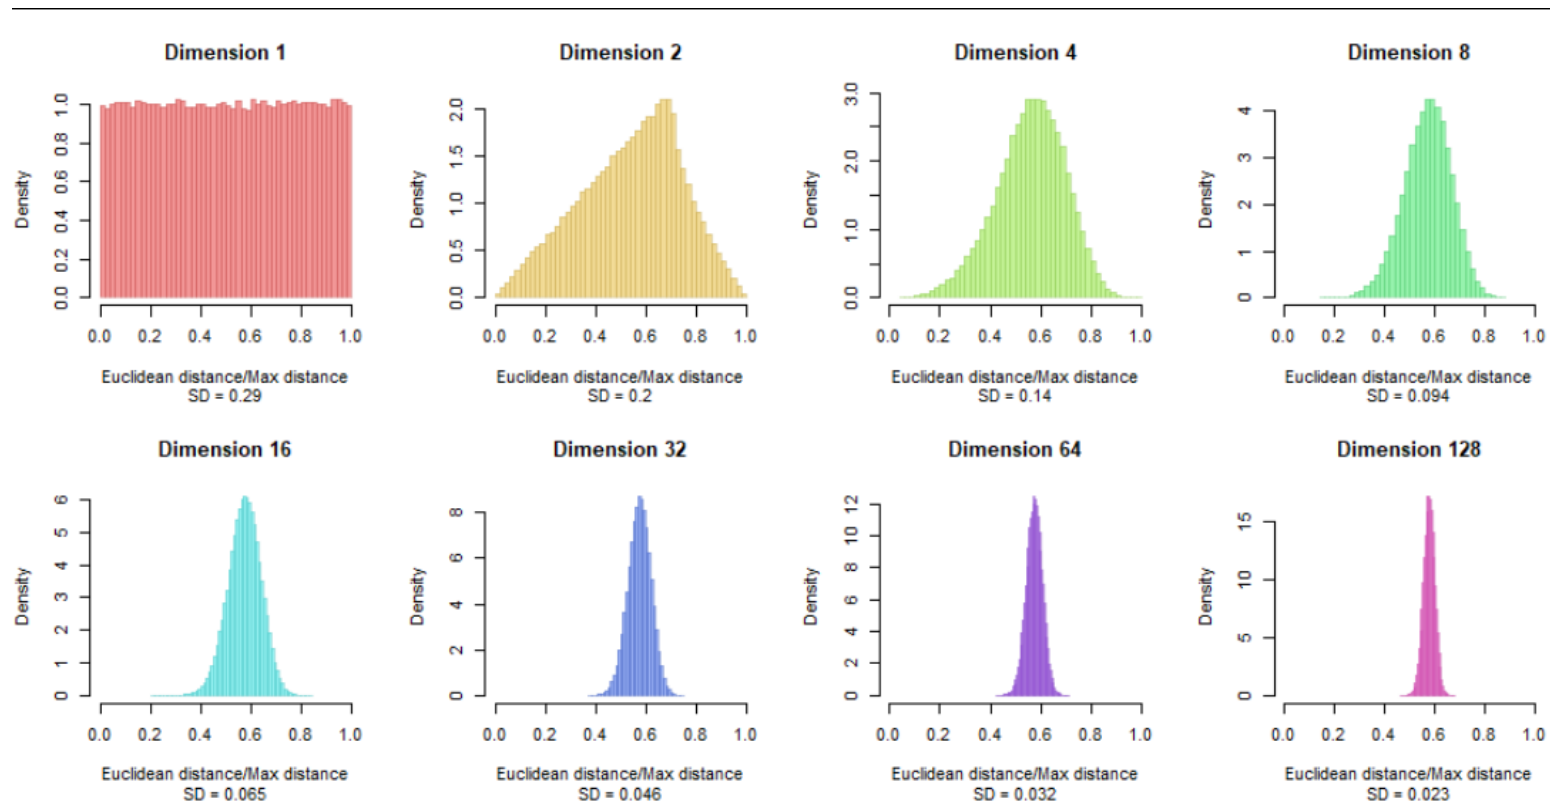 Dimension 1
Density
0.0 0.2 0.4 0.6 0.8 1.0
0.0 0.2 0.4 0.6 0.8 1.0
Euclidean distance/Max distance
SD = 0.29
Dimension 2
Density
0.0 0.5 1.0 1.5 2.0
0.0 0.2 0.4 0.6 0.8 1.0
Euclidean distance/Max distance
SD = 0.2
Dimension 4
Density
0.0 1.0 2.0 3.0
0.0 0.2 0.4 0.6 0.8 1.0
Euclidean distance/Max distance
SD = 0.14
Dimension 8
Density
0 1 2 3 4
0.0 0.2 0.4 0.6 0.8 1.0
Euclidean distance/Max distance
SD = 0.094
Dimension 16
Density
0 1 2 3 4 5 6
0.0 0.2 0.4 0.6 0.8 1.0
Euclidean distance/Max distance
SD = 0.065
Dimension 32
Density
0 2 4 6 8
0.0 0.2 0.4 0.6 0.8 1.0
Euclidean distance/Max distance
SD = 0.046
Dimension 64
Density
0 2 4 6 8 10 12
0.0 0.2 0.4 0.6 0.8 1.0
Euclidean distance/Max distance
SD = 0.032
Dimension 128
Density
0 5 10 15
0.0 0.2 0.4 0.6 0.8 1.0
Euclidean distance/Max distance
SD = 0.023